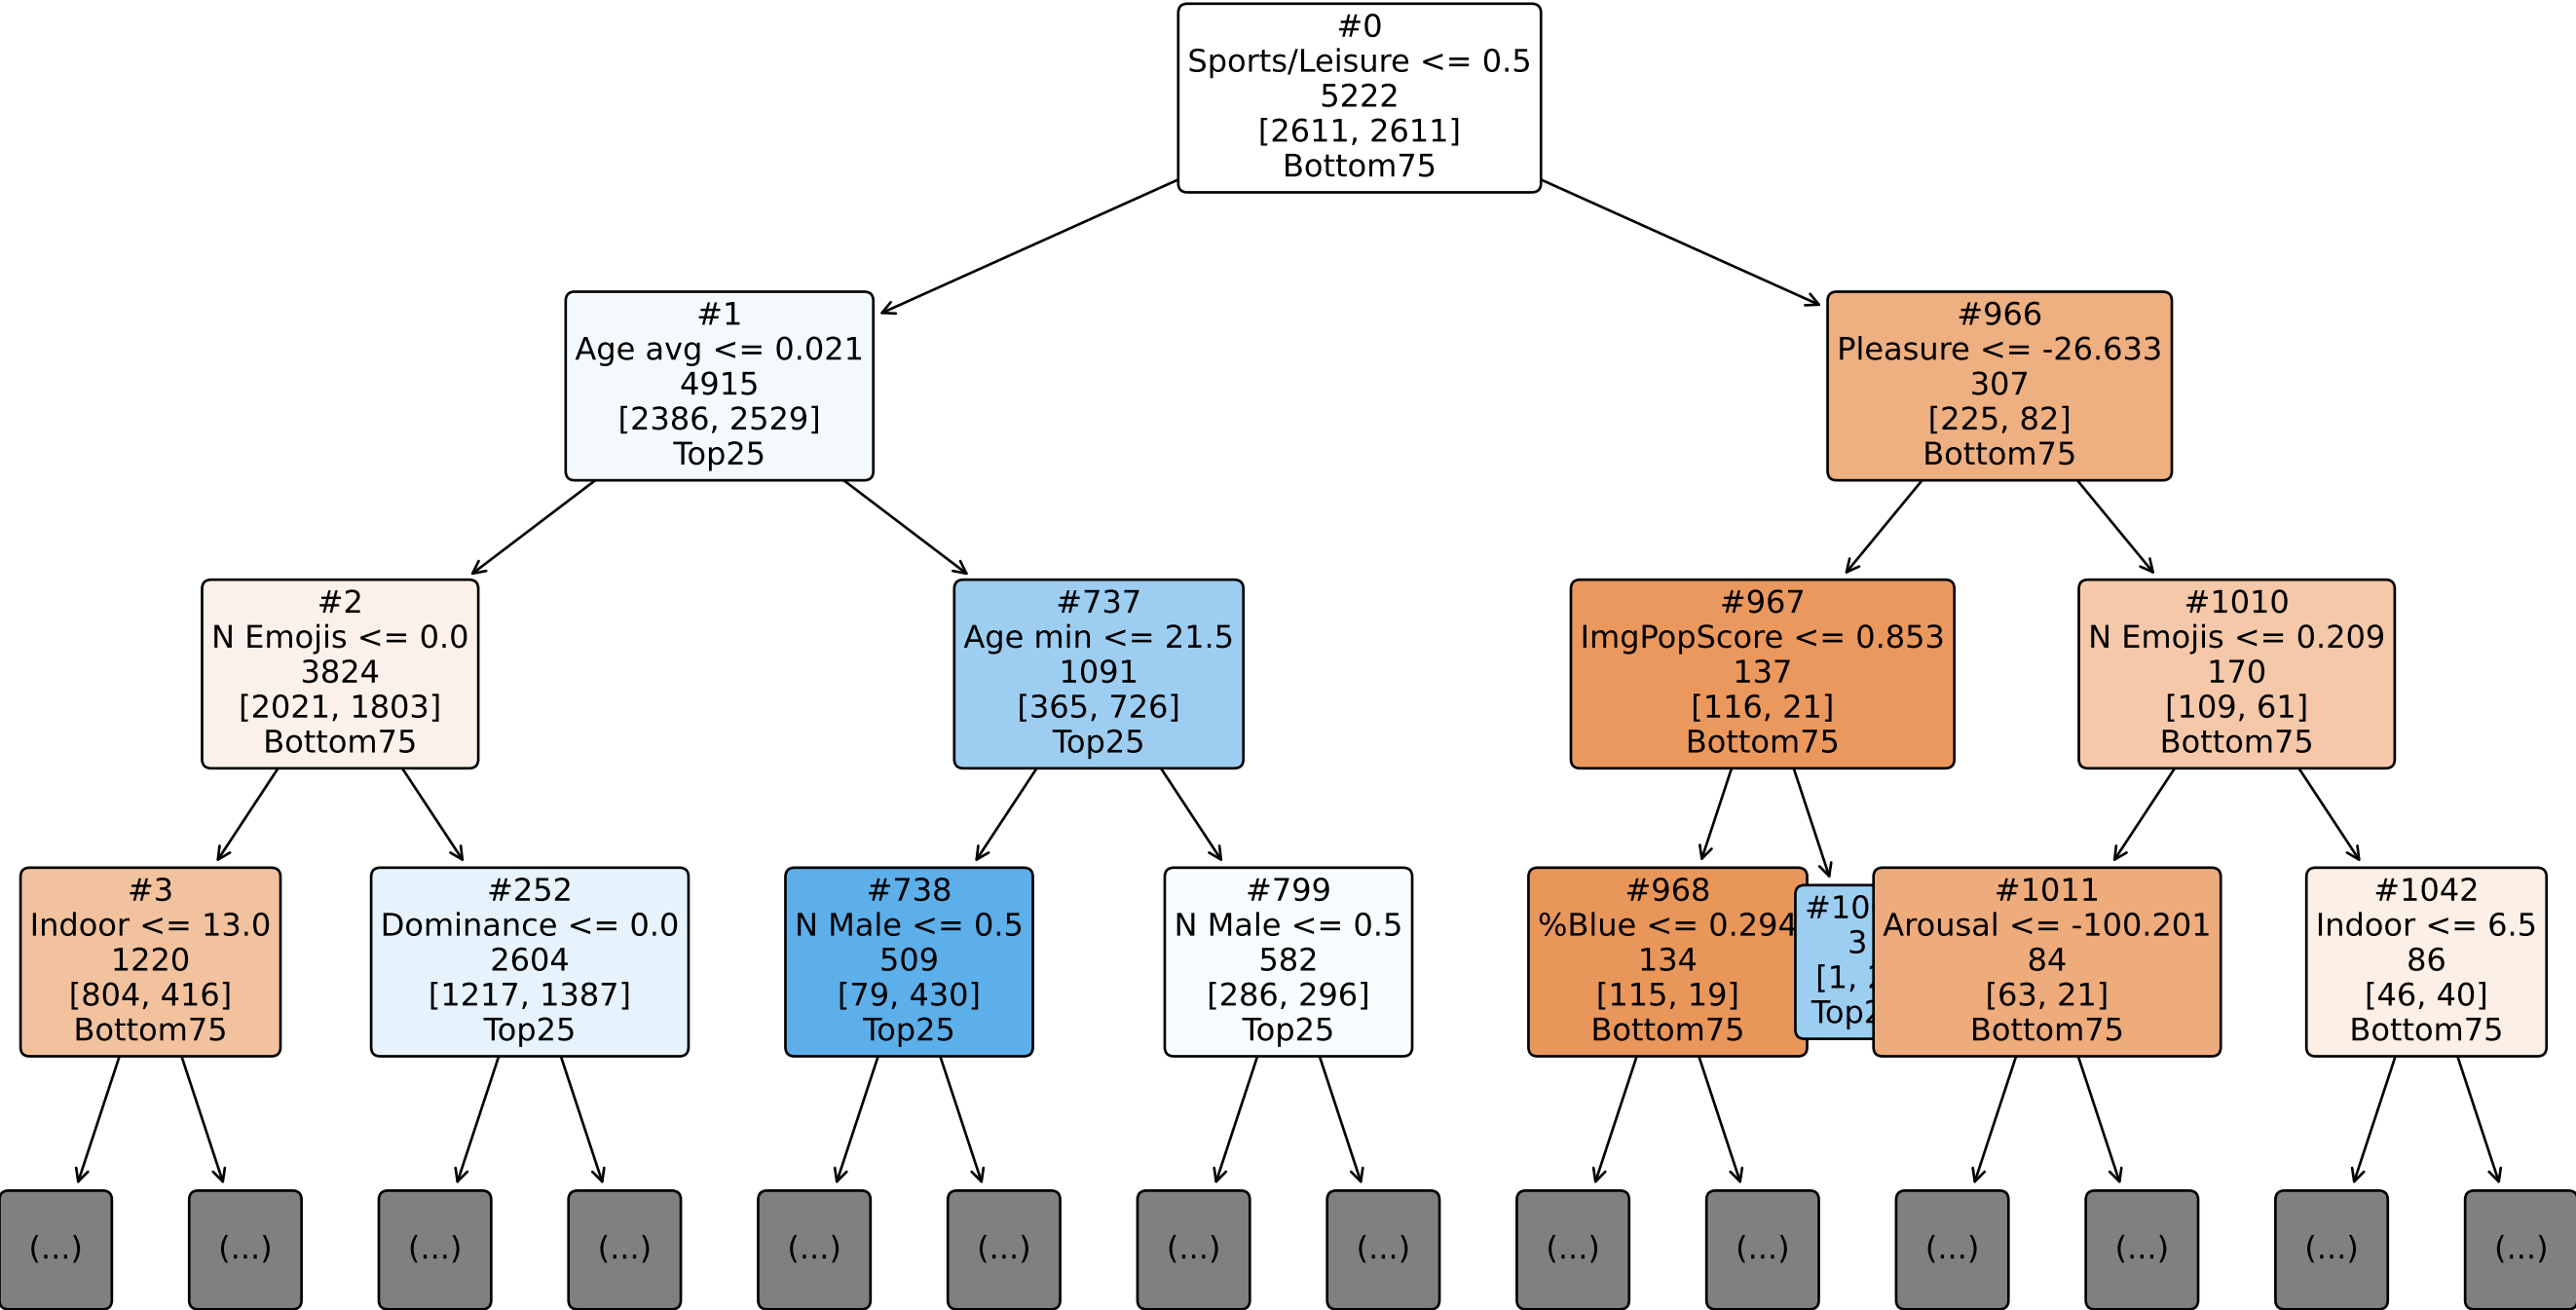 #0
Sports/Leisure <= 0.5
5222
[2611, 2611]
Bottom75
#1
Age avg <= 0.021
4915
[2386, 2529]
Top25
#966
Pleasure <= -26.633
307
[225, 82]
Bottom75
#2
N Emojis <= 0.0
3824
[2021, 1803]
Bottom75
#737
Age min <= 21.5
1091
[365, 726]
Top25
#967
ImgPopScore <= 0.853
137
[116, 21]
Bottom75
#1010
N Emojis <= 0.209
170
[109, 61]
Bottom75
#3
Indoor <= 13.0
1220
[804, 416]
Bottom75
#252
Dominance <= 0.0
2604
[1217, 1387]
Top25
#738
N Male <= 0.5
509
[79, 430]
Top25
#799
N Male <= 0.5
582
[286, 296]
Top25
#968
%Blue <= 0.294
134
[115, 19]
Bottom75
3
[1,
#1011
Arousal <= -100.201
84
[63, 21]
Bottom75
#1042
Indoor <= 6.5
86
[46, 40]
Bottom75
(...)
(...)
(...)
(...)
(...)
(...)
(...)
(...)
(...)
(...)
(...)
(...)
(...)
(...)